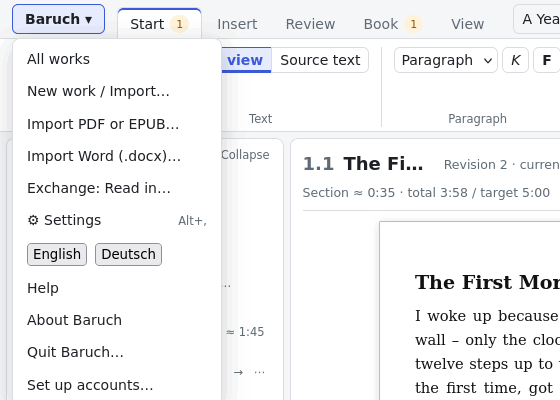 Baruch ▾
Start 1
Insert
Review
Book 1
View
A Yea
All works
New work / Import…
Import PDF or EPUB…
Import Word (.docx)…
Exchange: Read in…
⚙ Settings Alt+,
English Deutsch
Help
About Baruch
Quit Baruch…
Set up accounts…
view
Source text
Text
Paragraph
K
F
Paragraph
Collapse
…
≈ 1:45
→ …
1.1 The Fi… Revision 2 · curren
Section ≈ 0:35 · total 3:58 / target 5:00
The First Mor
I woke up because
wall – only the cloc
twelve steps up to
the first time, got